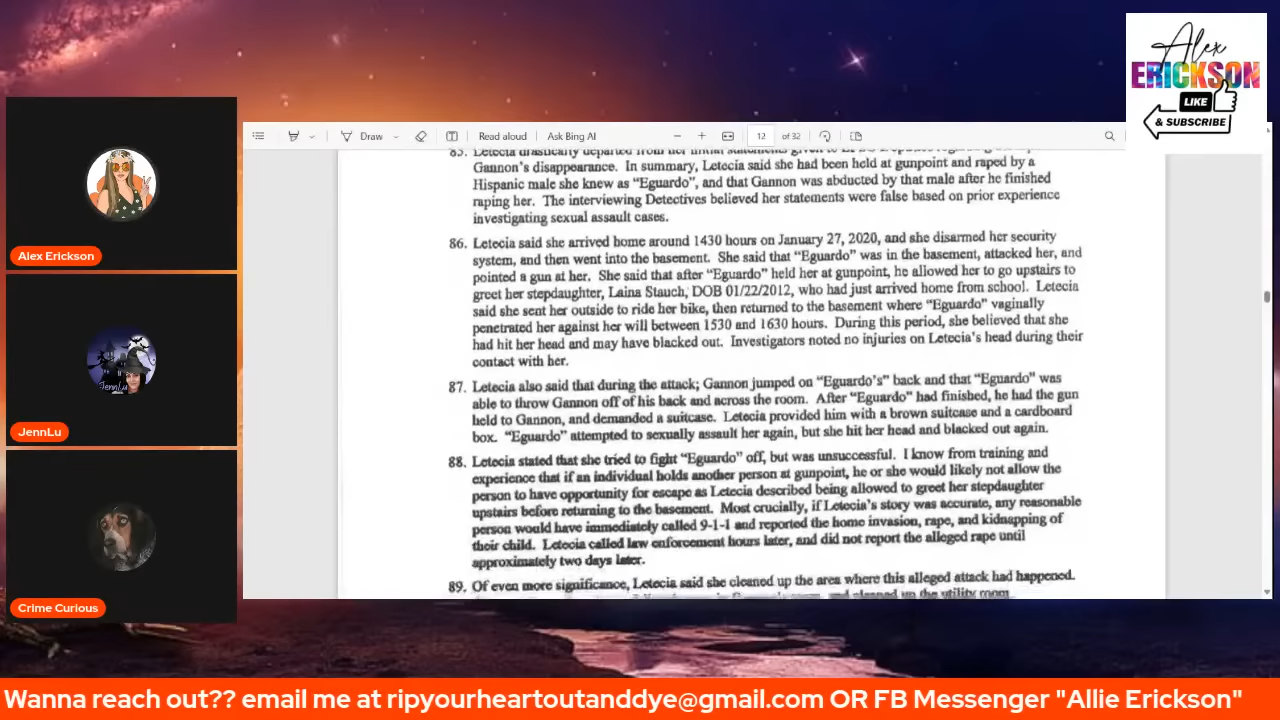 Alex
ERICKSON
LIKE
& SUBSCRIBE
Draw
Read aloud
Ask Bing AI
12
of 32
Gannon's disappearance. In summary, Letecia said she had been held at gunpoint and raped by a
Hispanic male she knew as "Eguardo", and that Gannon was abducted by that male after he finished
raping her. The interviewing Detectives believed her statements were false based on prior experience
investigating sexual assault cases.
86. Letecia said she arrived home around 1430 hours on January 27, 2020, and she disarmed her security
system, and then went into the basement. She said that "Eguardo" was in the basement, attacked her, and
pointed a gun at her. She said that after "Eguardo" held her at gunpoint, he allowed her to go upstairs to
greet her stepdaughter, Laina Stauch, DOB 01/22/2012, who had just arrived home from school. Letecia
said she sent her outside to ride her bike, then returned to the basement where "Eguardo" vaginally
penetrated her against her will between 1530 and 1630 hours. During this period, she believed that she
had hit her head and may have blacked out. Investigators noted no injuries on Letecia's head during their
contact with her.
87. Letecia also said that during the attack; Gannon jumped on "Eguardo's" back and that "Eguardo" was
able to throw Gannon off of his back and across the room. After "Eguardo" had finished, he had the gun
held to Gannon, and demanded a suitcase. Letecia provided him with a brown suitcase and a cardboard
box. "Eguardo" attempted to sexually assault her again, but she hit her head and blacked out again.
88. Letecia stated that she tried to fight "Eguardo" off, but was unsuccessful. I know from training and
experience that if an individual holds another person at gunpoint, he or she would likely not allow the
person to have opportunity for escape as Letecia described being allowed to greet her stepdaughter
upstairs before returning to the basement. Most crucially, if Letecia's story was accurate, any reasonable
person would have immediately called 9-1-1 and reported the home invasion, rape, and kidnapping of
their child. Letecia called law enforcement hours later, and did not report the alleged rape until
approximately two days later.
89. Of even more significance, Letecia said she cleaned up the area where this alleged attack had happened.
and cleaned up the utility room
Alex Erickson
JennLu
JennLu
Crime Curious
Wanna reach out?? email me at ripyourheartoutanddye@gmail.com OR FB Messenger "Allie Erickson"